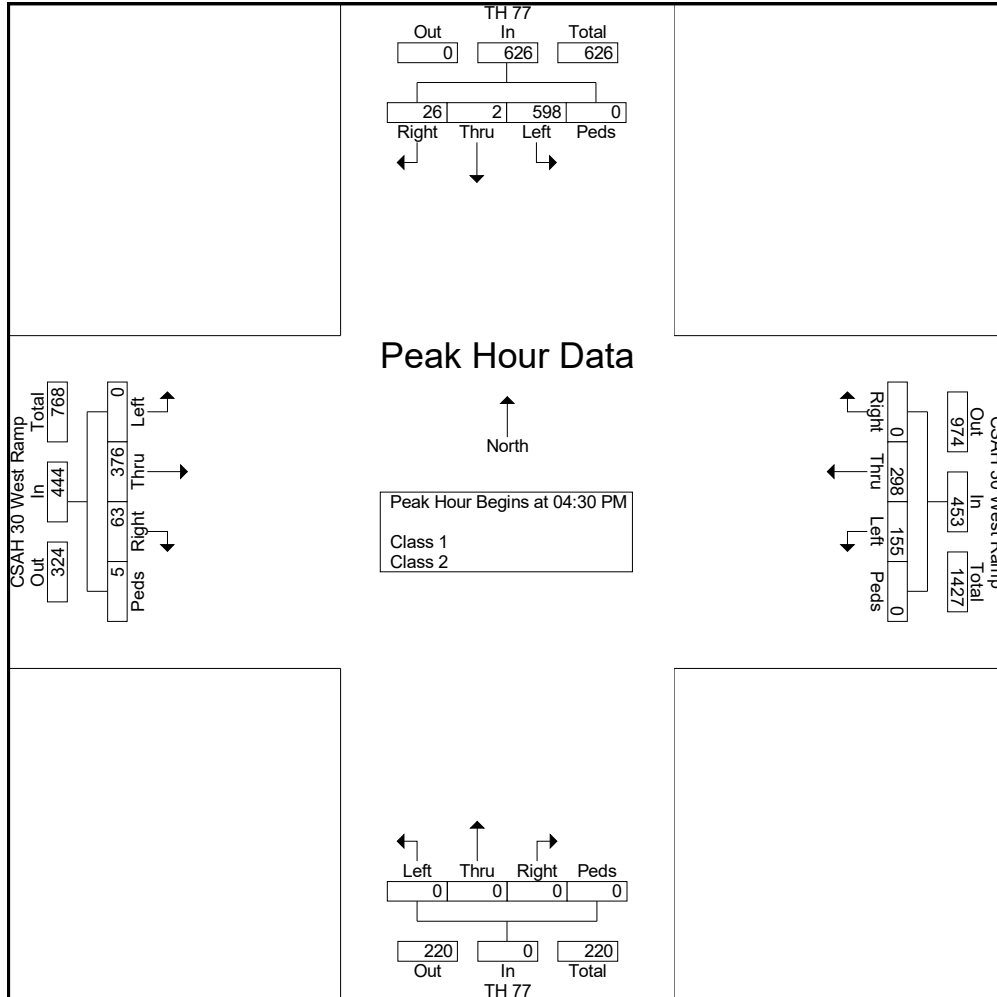 TH 77
Out In Total
0 626 626
26 2 598 0
Right Thru Left Peds
Peak Hour Data
North
Peak Hour Begins at 04:30 PM
Class 1
Class 2
CSAH 30 West Ramp
Out In Total
324 444 768
Left Thru Right Peds
0 376 63 5
CSAH 30 West Ramp
Out In Total
974 453 1427
Right Thru Left Peds
0 298 155 0
Left Thru Right Peds
0 0 0 0
220 0 220
Out In Total
TH 77